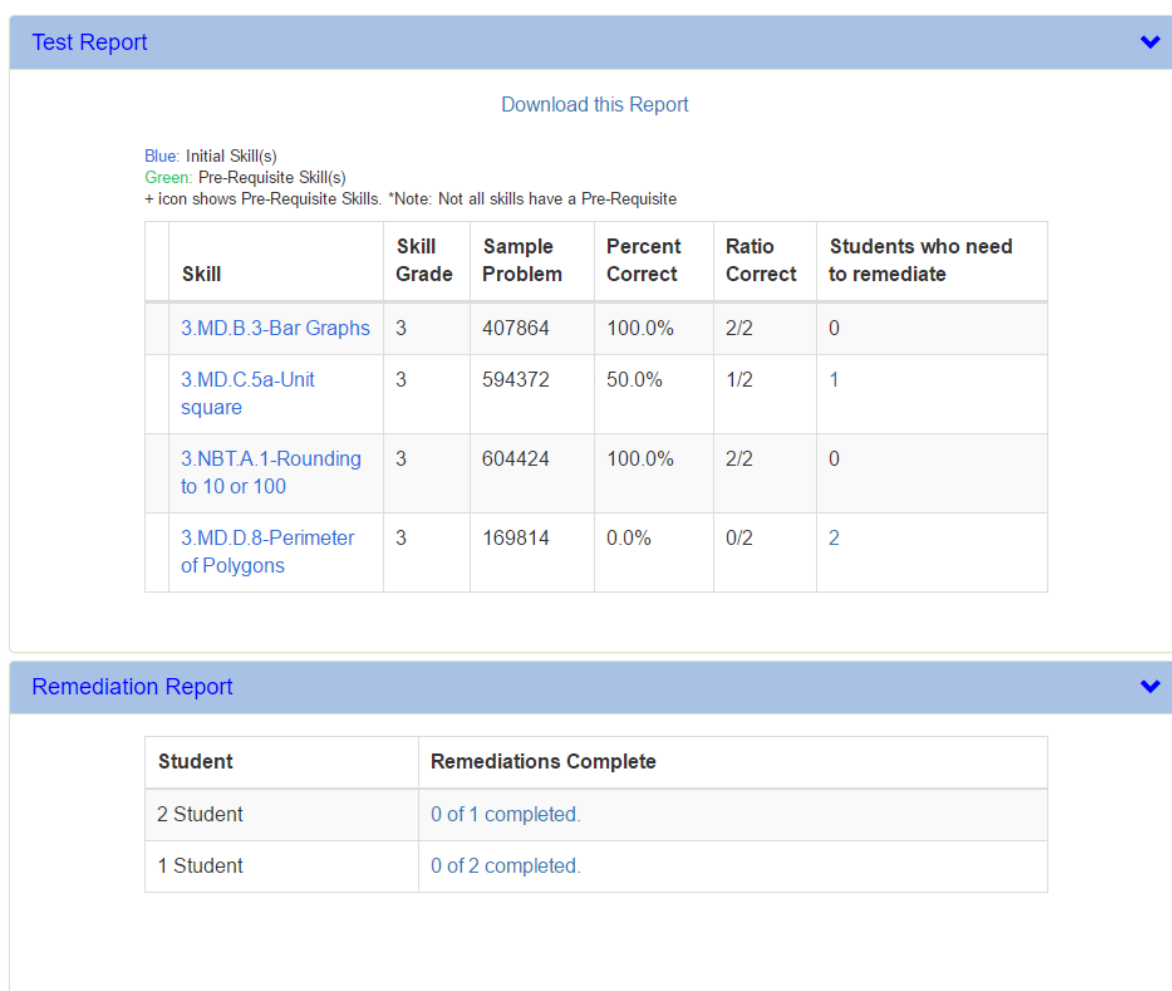 Test Report
Download this Report
Blue: Initial Skill(s)
Green: Pre-Requisite Skill(s)
+ icon shows Pre-Requisite Skills. *Note: Not all skills have a Pre-Requisite
Skill Skill Grade Sample Problem Percent Correct Ratio Correct Students who need to remediate
3.MD.B.3-Bar Graphs 3 407864 100.0% 2/2 0
3.MD.C.5a-Unit square 3 594372 50.0% 1/2 1
3.NBT.A.1-Rounding to 10 or 100 3 604424 100.0% 2/2 0
3.MD.D.8-Perimeter of Polygons 3 169814 0.0% 0/2 2
Remediation Report
Student Remediations Complete
2 Student 0 of 1 completed.
1 Student 0 of 2 completed.